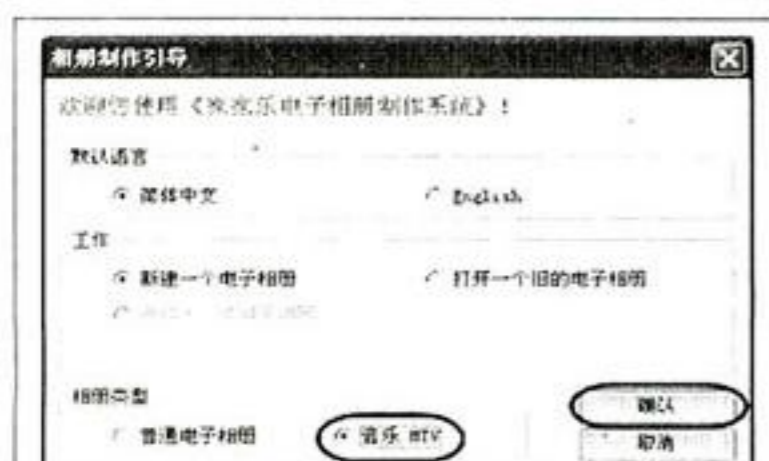 相册制作引导
欢迎您使用《家家乐电子相册制作系统》!
默认语言
简体中文 English
工作
新建一个电子相册 打开一个旧的电子相册
相册类型
确认
普通电子相册 音乐 MTV
取消